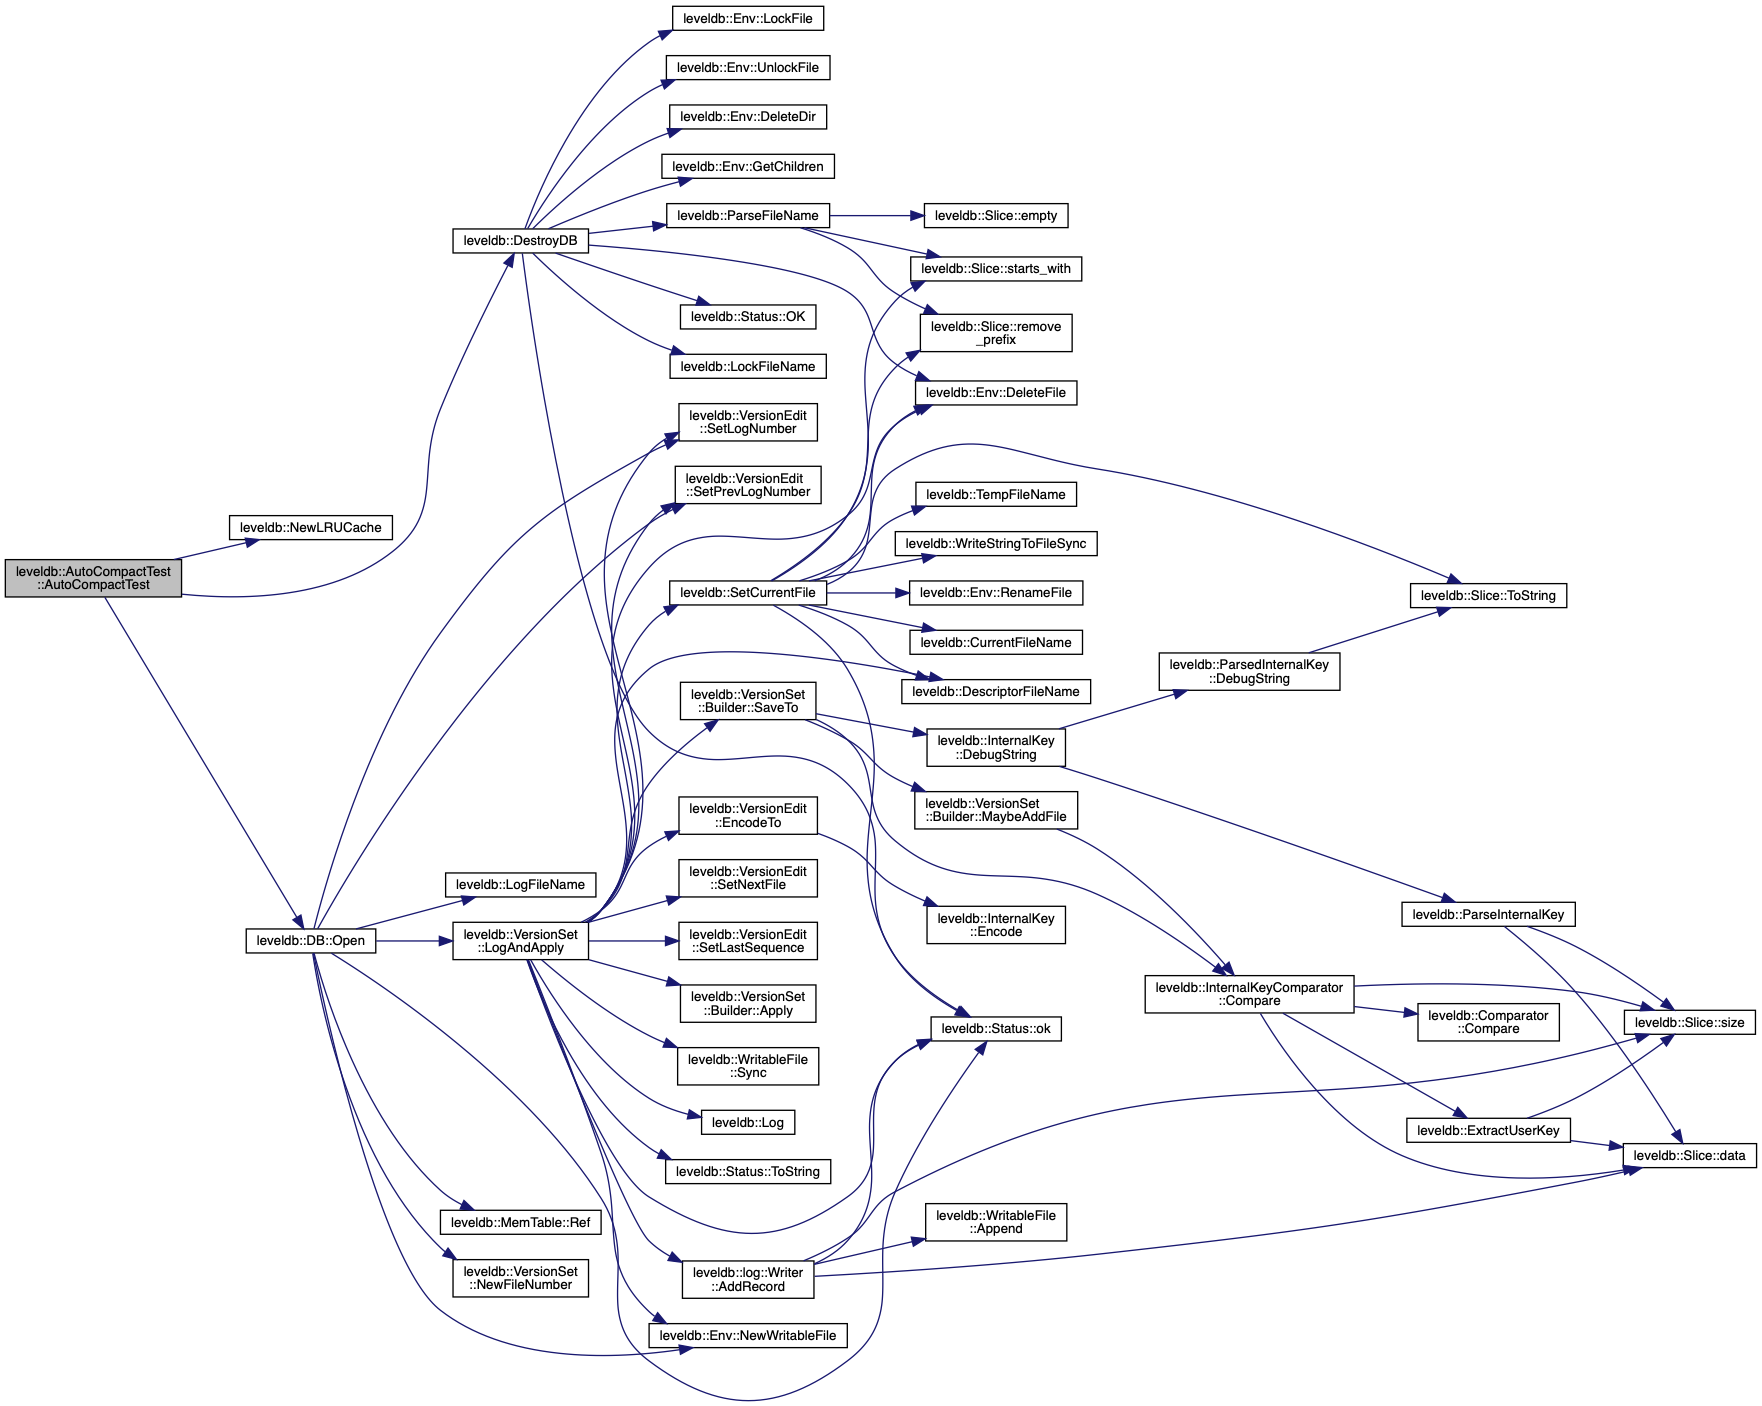 leveldb::AutoCompactTest
::AutoCompactTest
leveldb::NewLRUCache
leveldb::DB::Open
leveldb::DestroyDB
leveldb::LogFileName
leveldb::VersionSet
::LogAndApply
leveldb::MemTable::Ref
leveldb::VersionSet
::NewFileNumber
leveldb::Env::LockFile
leveldb::Env::UnlockFile
leveldb::Env::DeleteDir
leveldb::Env::GetChildren
leveldb::ParseFileName
leveldb::Status::OK
leveldb::LockFileName
leveldb::VersionEdit
::SetLogNumber
leveldb::VersionEdit
::SetPrevLogNumber
leveldb::SetCurrentFile
leveldb::VersionSet
::Builder::SaveTo
leveldb::VersionEdit
::EncodeTo
leveldb::VersionEdit
::SetNextFile
leveldb::VersionEdit
::SetLastSequence
leveldb::VersionSet
::Builder::Apply
leveldb::WritableFile
::Sync
leveldb::Log
leveldb::Status::ToString
leveldb::log::Writer
::AddRecord
leveldb::Env::NewWritableFile
leveldb::Slice::empty
leveldb::Slice::starts_with
leveldb::Slice::remove
_prefix
leveldb::Env::DeleteFile
leveldb::TempFileName
leveldb::WriteStringToFileSync
leveldb::Env::RenameFile
leveldb::CurrentFileName
leveldb::DescriptorFileName
leveldb::InternalKey
::DebugString
leveldb::VersionSet
::Builder::MaybeAddFile
leveldb::InternalKey
::Encode
leveldb::Status::ok
leveldb::WritableFile
::Append
leveldb::ParsedInternalKey
::DebugString
leveldb::InternalKeyComparator
::Compare
leveldb::Slice::ToString
leveldb::ParseInternalKey
leveldb::Comparator
::Compare
leveldb::ExtractUserKey
leveldb::Slice::size
leveldb::Slice::data